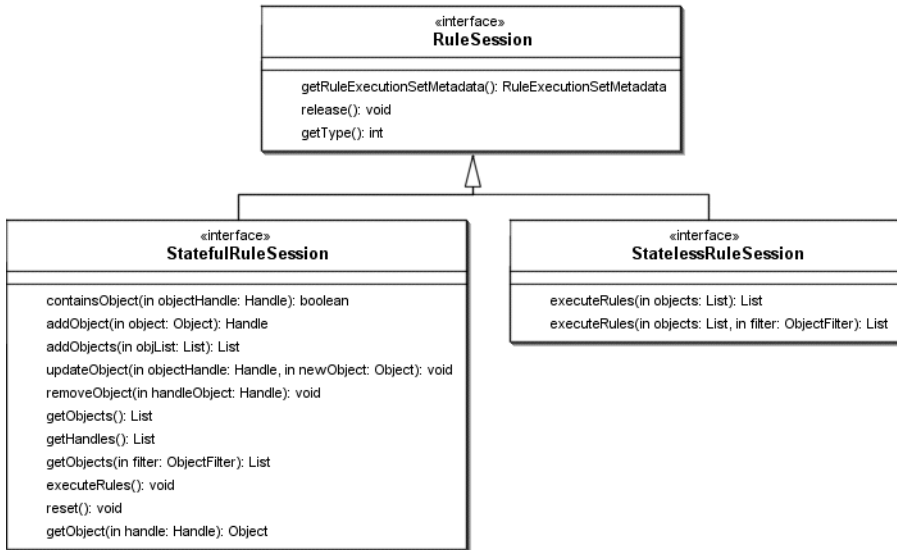 «interface»
RuleSession
getRuleExecutionSetMetadata(): RuleExecutionSetMetadata
release(): void
getType(): int
«interface»
StatefulRuleSession
containsObject(in objectHandle: Handle): boolean
addObject(in object: Object): Handle
addObjects(in objList: List): List
updateObject(in objectHandle: Handle, in newObject: Object): void
removeObject(in handleObject: Handle): void
getObjects(): List
getHandles(): List
getObjects(in filter: ObjectFilter): List
executeRules(): void
reset(): void
getObject(in handle: Handle): Object
«interface»
StatelessRuleSession
executeRules(in objects: List): List
executeRules(in objects: List, in filter: ObjectFilter): List